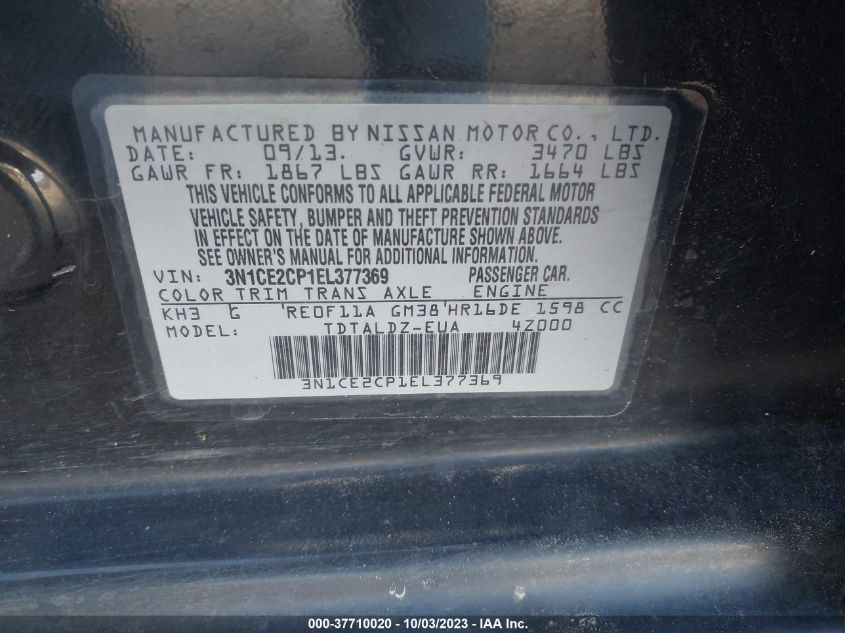 MANUFACTURED BY NISSAN MOTOR CO., LTD.
DATE: 09/13. GVWR: 3470 LBS
GAWR FR: 1867 LBS GAWR RR: 1664 LBS
THIS VEHICLE CONFORMS TO ALL APPLICABLE FEDERAL MOTOR
VEHICLE SAFETY, BUMPER AND THEFT PREVENTION STANDARDS
IN EFFECT ON THE DATE OF MANUFACTURE SHOWN ABOVE.
SEE OWNER'S MANUAL FOR ADDITIONAL INFORMATION.
VIN: 3N1CE2CP1EL377369 PASSENGER CAR.
COLOR TRIM TRANS AXLE ENGINE
KH3 G 'RE0F11A GM38'HR16DE 1598 CC
MODEL: TDTALDZ-EUA 4Z000
3N1CE2CP1EL377369
000-37710020 - 10/03/2023 - IAA Inc.